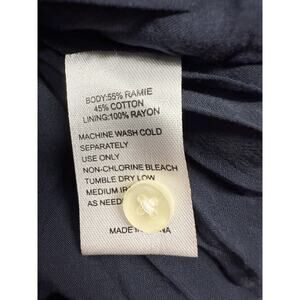 BODY:55% RAMIE
45% COTTON
LINING:100% RAYON
MACHINE WASH COLD
SEPARATELY
USE ONLY
NON-CHLORINE BLEACH
TUMBLE DRY LOW
MEDIUM
AS
MADE